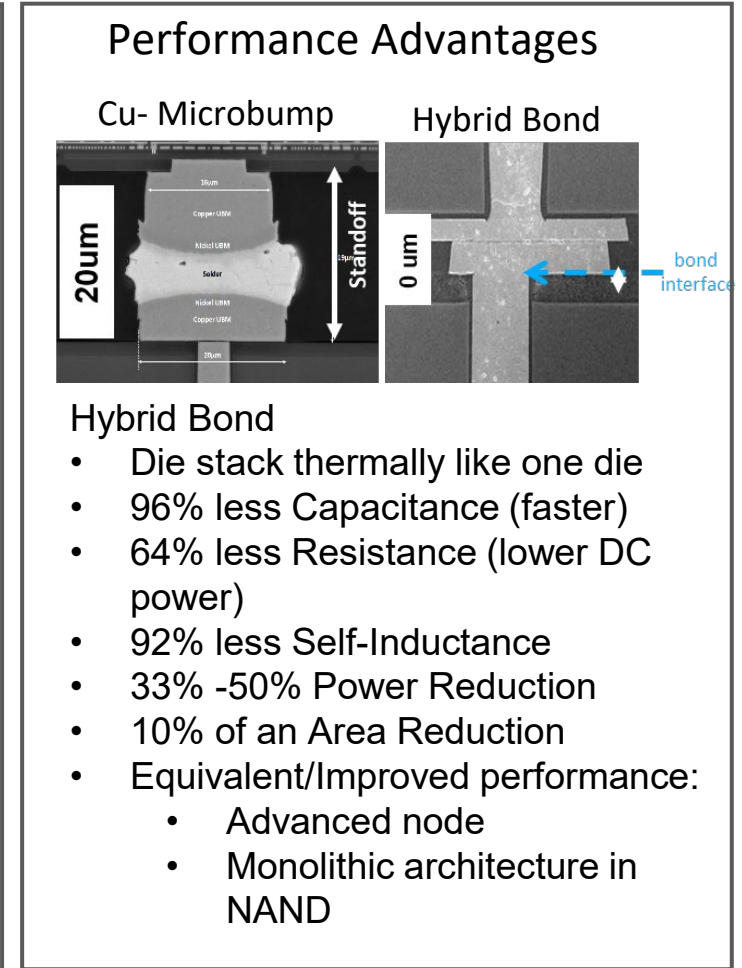 Performance Advantages
Cu- Microbump
Hybrid Bond
20um
16μm
Copper UBM
Nickel UBM
Solder
Nickel UBM
Copper UBM
20μm
19μm
Standoff
0 um
bond
interface
Hybrid Bond
• Die stack thermally like one die
• 96% less Capacitance (faster)
• 64% less Resistance (lower DC
power)
• 92% less Self-Inductance
• 33% -50% Power Reduction
• 10% of an Area Reduction
• Equivalent/Improved performance:
• Advanced node
• Monolithic architecture in
NAND